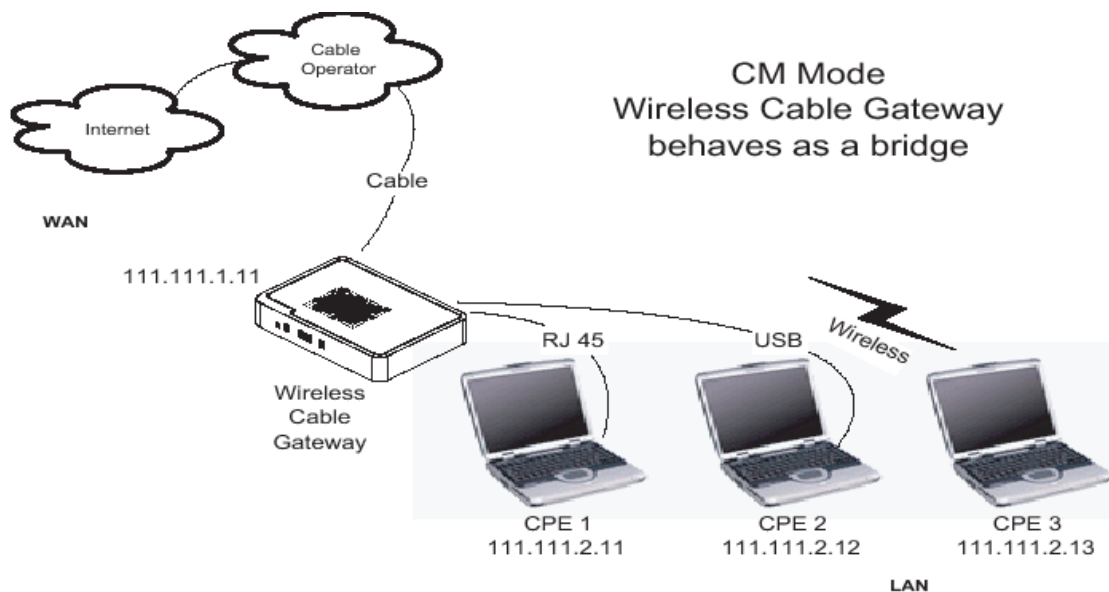 Cable
Operator
Internet
CM Mode
Wireless Cable Gateway
behaves as a bridge
Cable
WAN
111.111.1.11
RJ 45
USB
Wireless
Wireless
Cable
Gateway
CPE 1
111.111.2.11
CPE 2
111.111.2.12
CPE 3
111.111.2.13
LAN